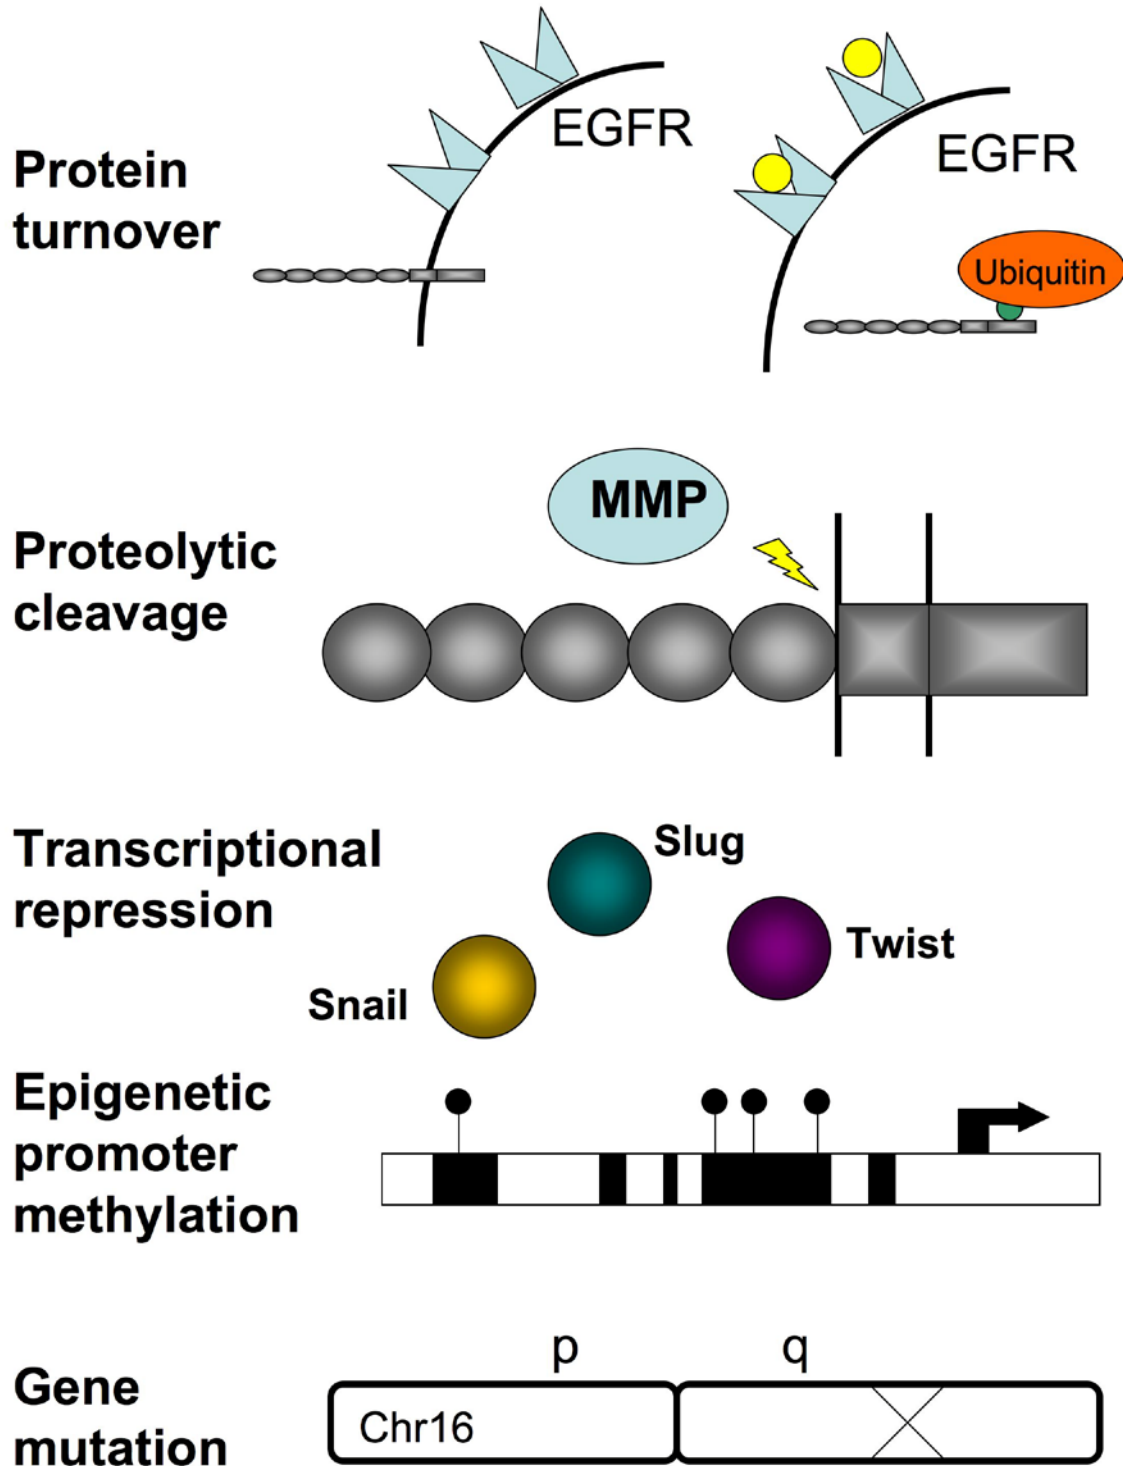 Protein
turnover
EGFR
EGFR
Ubiquitin
Proteolytic
cleavage
MMP
Transcriptional
repression
Slug
Twist
Snail
Epigenetic
promoter
methylation
Gene
mutation
p
q
Chr16